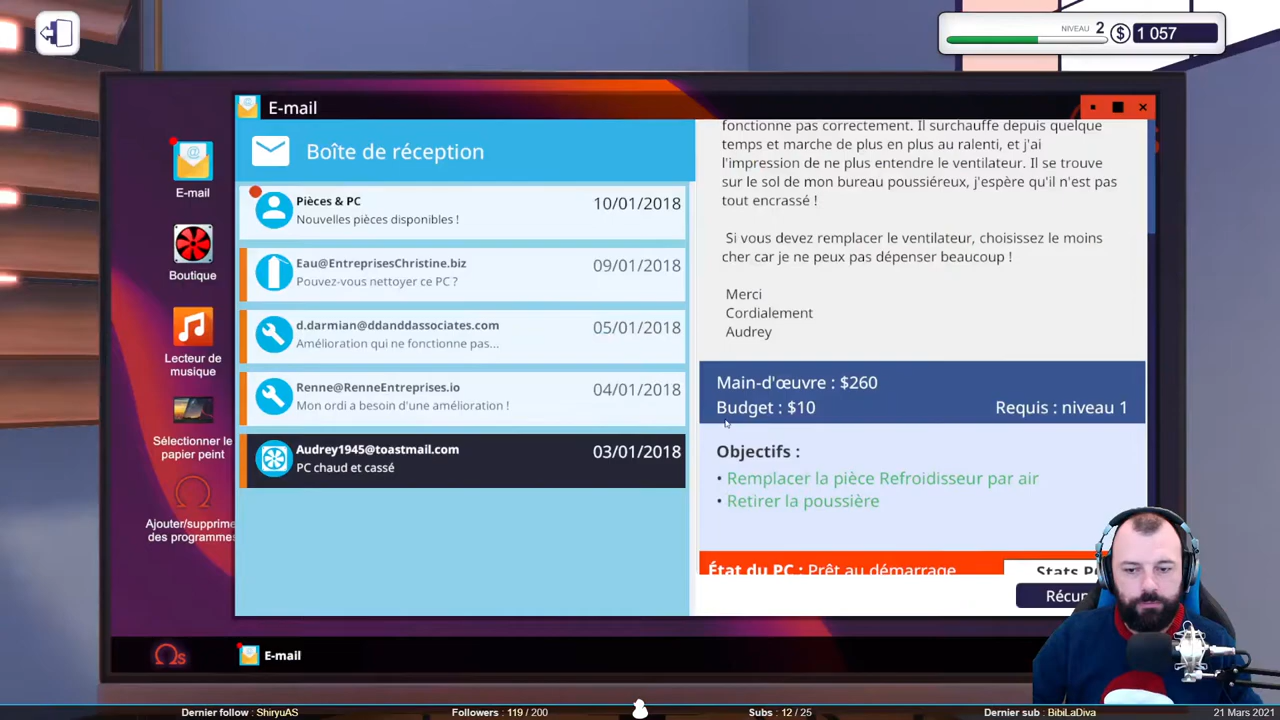 NIVEAU 2
$ 1 057
E-mail
Boîte de réception
Pièces & PC
10/01/2018
Nouvelles pièces disponibles !
Eau@EntreprisesChristine.biz
09/01/2018
Pouvez-vous nettoyer ce PC ?
d.darmian@ddanddassociates.com
05/01/2018
Amélioration qui ne fonctionne pas...
Renne@RenneEntreprises.io
04/01/2018
Mon ordi a besoin d'une amélioration !
Audrey1945@toastmail.com
03/01/2018
PC chaud et cassé
E-mail
Boutique
Lecteur de
musique
Sélectionner le
papier peint
Ajouter/supprime
des programme
fonctionne pas correctement. Il surchauffe depuis quelque
temps et marche de plus en plus au ralenti, et j'ai
l'impression de ne plus entendre le ventilateur. Il se trouve
sur le sol de mon bureau poussiéreux, j'espère qu'il n'est pas
tout encrassé !
Si vous devez remplacer le ventilateur, choisissez le moins
cher car je ne peux pas dépenser beaucoup !
Merci
Cordialement
Audrey
Main-d'œuvre : $260
Budget : $10
Requis : niveau 1
Objectifs :
• Remplacer la pièce Refroidisseur par air
• Retirer la poussière
État du PC : Prêt au démarrage
Stats P
Récu
Ωs
E-mail
Dernier follow : ShiryuAS
Followers : 119 / 200
Subs : 12 / 25
Dernier sub : BibiLaDiva
21 Mars 2021